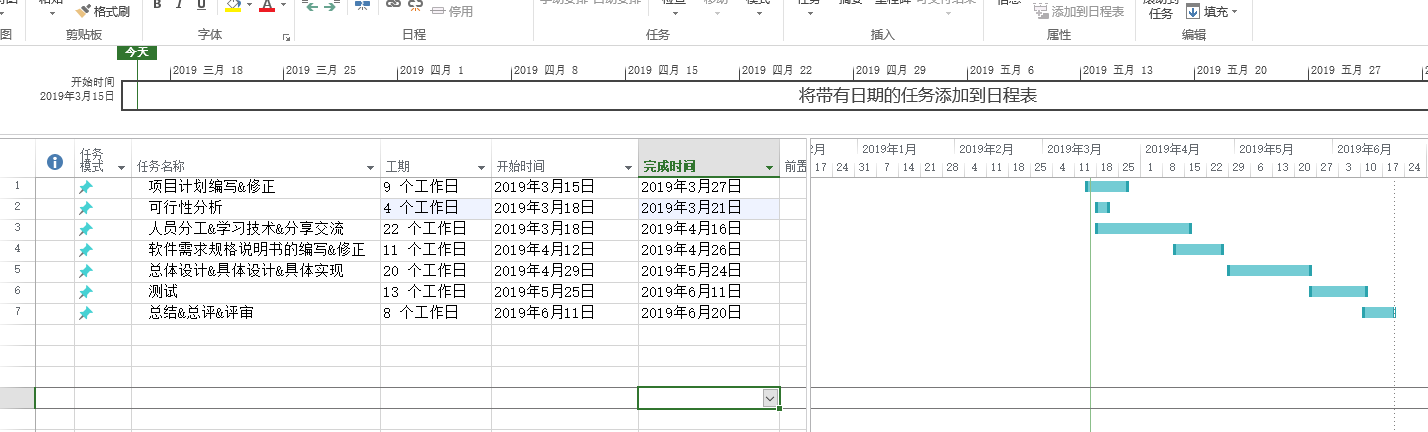 格式刷
B I U A
停用
剪贴板 字体 日程 任务 插入 属性 编辑
添加到日程表
任务 填充
今天
2019 三月 18 2019 三月 25 2019 四月 1 2019 四月 8 2019 四月 15 2019 四月 22 2019 四月 29 2019 五月 6 2019 五月 13 2019 五月 20 2019 五月 27
开始时间
2019年3月15日
将带有日期的任务添加到日程表
任务模式 任务名称 工期 开始时间 完成时间 前置
2019年1月 2019年2月 2019年3月 2019年4月 2019年5月 2019年6月
17 24 31 7 14 21 28 4 11 18 25 4 11 18 25 1 8 15 22 29 6 13 20 27 3 10 17 24
1 项目计划编写&修正 9 个工作日 2019年3月15日 2019年3月27日
2 可行性分析 4 个工作日 2019年3月18日 2019年3月21日
3 人员分工&学习技术&分享交流 22 个工作日 2019年3月18日 2019年4月16日
4 软件需求规格说明书的编写&修正 11 个工作日 2019年4月12日 2019年4月26日
5 总体设计&具体设计&具体实现 20 个工作日 2019年4月29日 2019年5月24日
6 测试 13 个工作日 2019年5月25日 2019年6月11日
7 总结&总评&评审 8 个工作日 2019年6月11日 2019年6月20日